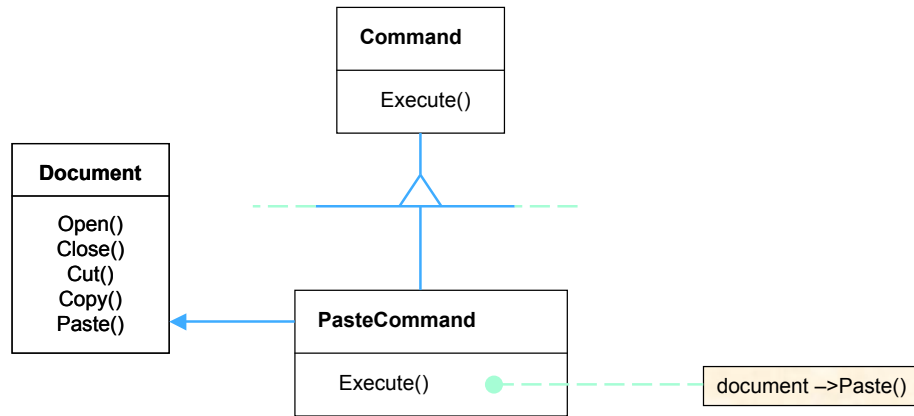 Command
Execute()
Document
Open()
Close()
Cut()
Copy()
Paste()
PasteCommand
Execute()
document –>Paste()